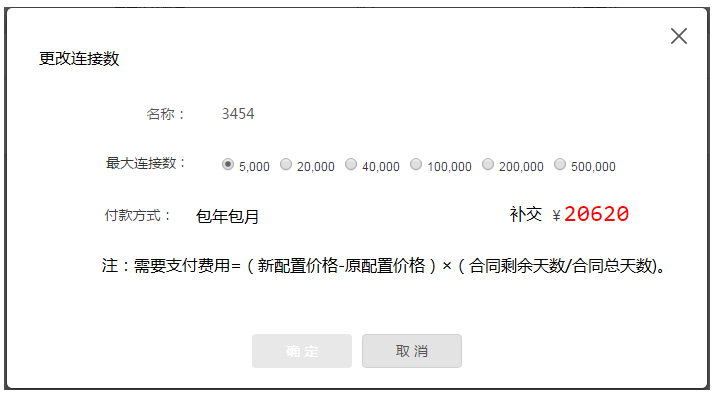 更改连接数
名称： 3454
最大连接数： 5,000 20,000 40,000 100,000 200,000 500,000
付款方式： 包年包月 补交 ¥20620
注：需要支付费用=（新配置价格-原配置价格）×（合同剩余天数/合同总天数)。
确 定 取 消